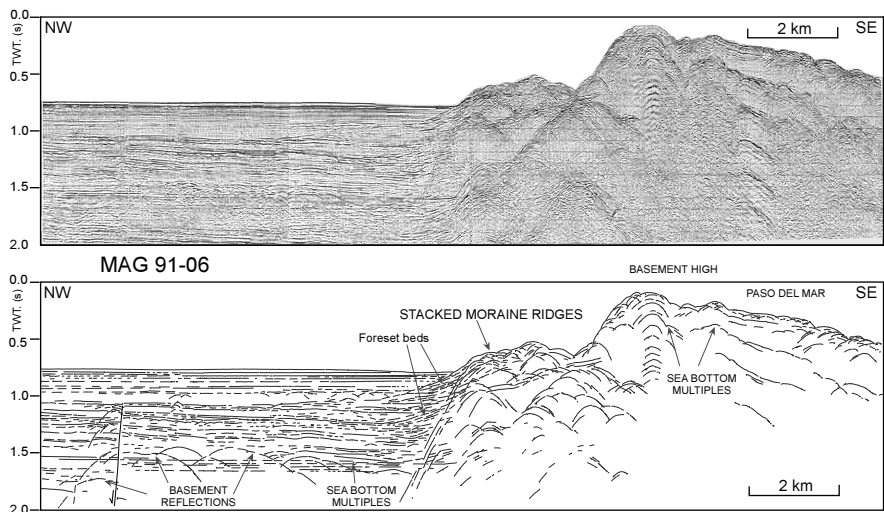 0.0
NW
2 km
SE
TWT. (s)
0.5
1.0
1.5
2.0
MAG 91-06
BASEMENT HIGH
0.0
NW
PASO DEL MAR
SE
TWT. (s)
STACKED MORAINE RIDGES
0.5
Foreset beds
SEA BOTTOM
MULTIPLES
1.0
1.5
BASEMENT
REFLECTIONS
SEA BOTTOM
MULTIPLES
2 km
2.0